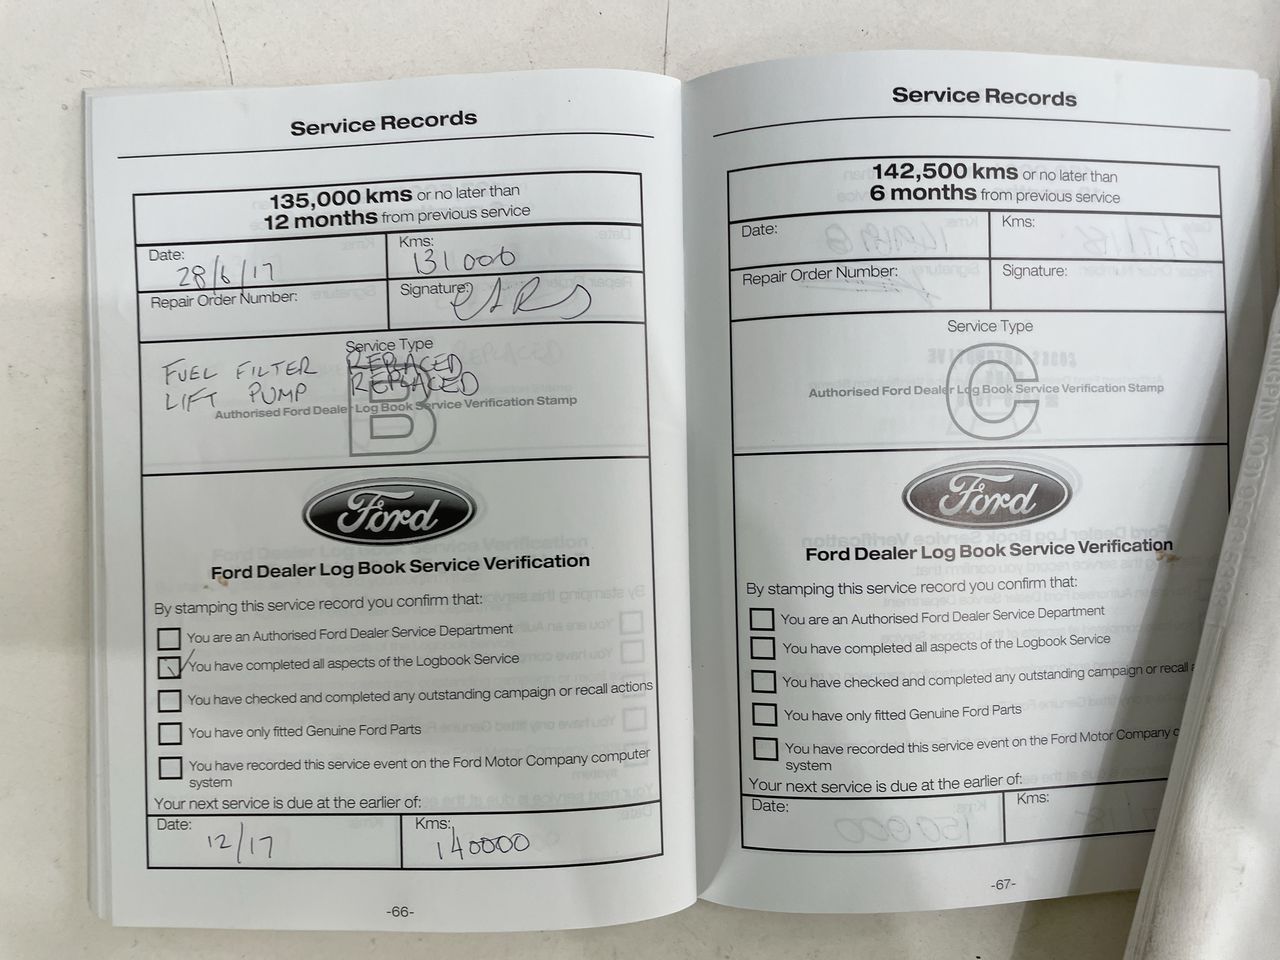 Service Records
135,000 kms or no later than
12 months from previous service
Date:
28/6/17
Kms:
131006
Repair Order Number:
Signature:
Service Type
FUEL FILTER REPLACED
LIFT PUMP REPLACED
B
Authorised Ford Dealer Log Book Service Verification Stamp
Ford
Ford Dealer Log Book Service Verification
By stamping this service record you confirm that:
You are an Authorised Ford Dealer Service Department
You have completed all aspects of the Logbook Service
You have checked and completed any outstanding campaign or recall actions
You have only fitted Genuine Ford Parts
You have recorded this service event on the Ford Motor Company computer
system
Your next service is due at the earlier of:
Date:
12/17
Kms:
140000
-66-
Service Records
142,500 kms or no later than
6 months from previous service
Date:
Kms:
Repair Order Number:
Signature:
Service Type
C
Authorised Ford Dealer Log Book Service Verification Stamp
Ford
Ford Dealer Log Book Service Verification
By stamping this service record you confirm that:
You are an Authorised Ford Dealer Service Department
You have completed all aspects of the Logbook Service
You have checked and completed any outstanding campaign or recall
You have only fitted Genuine Ford Parts
You have recorded this service event on the Ford Motor Company
system
Your next service is due at the earlier of:
Date:
Kms:
-67-